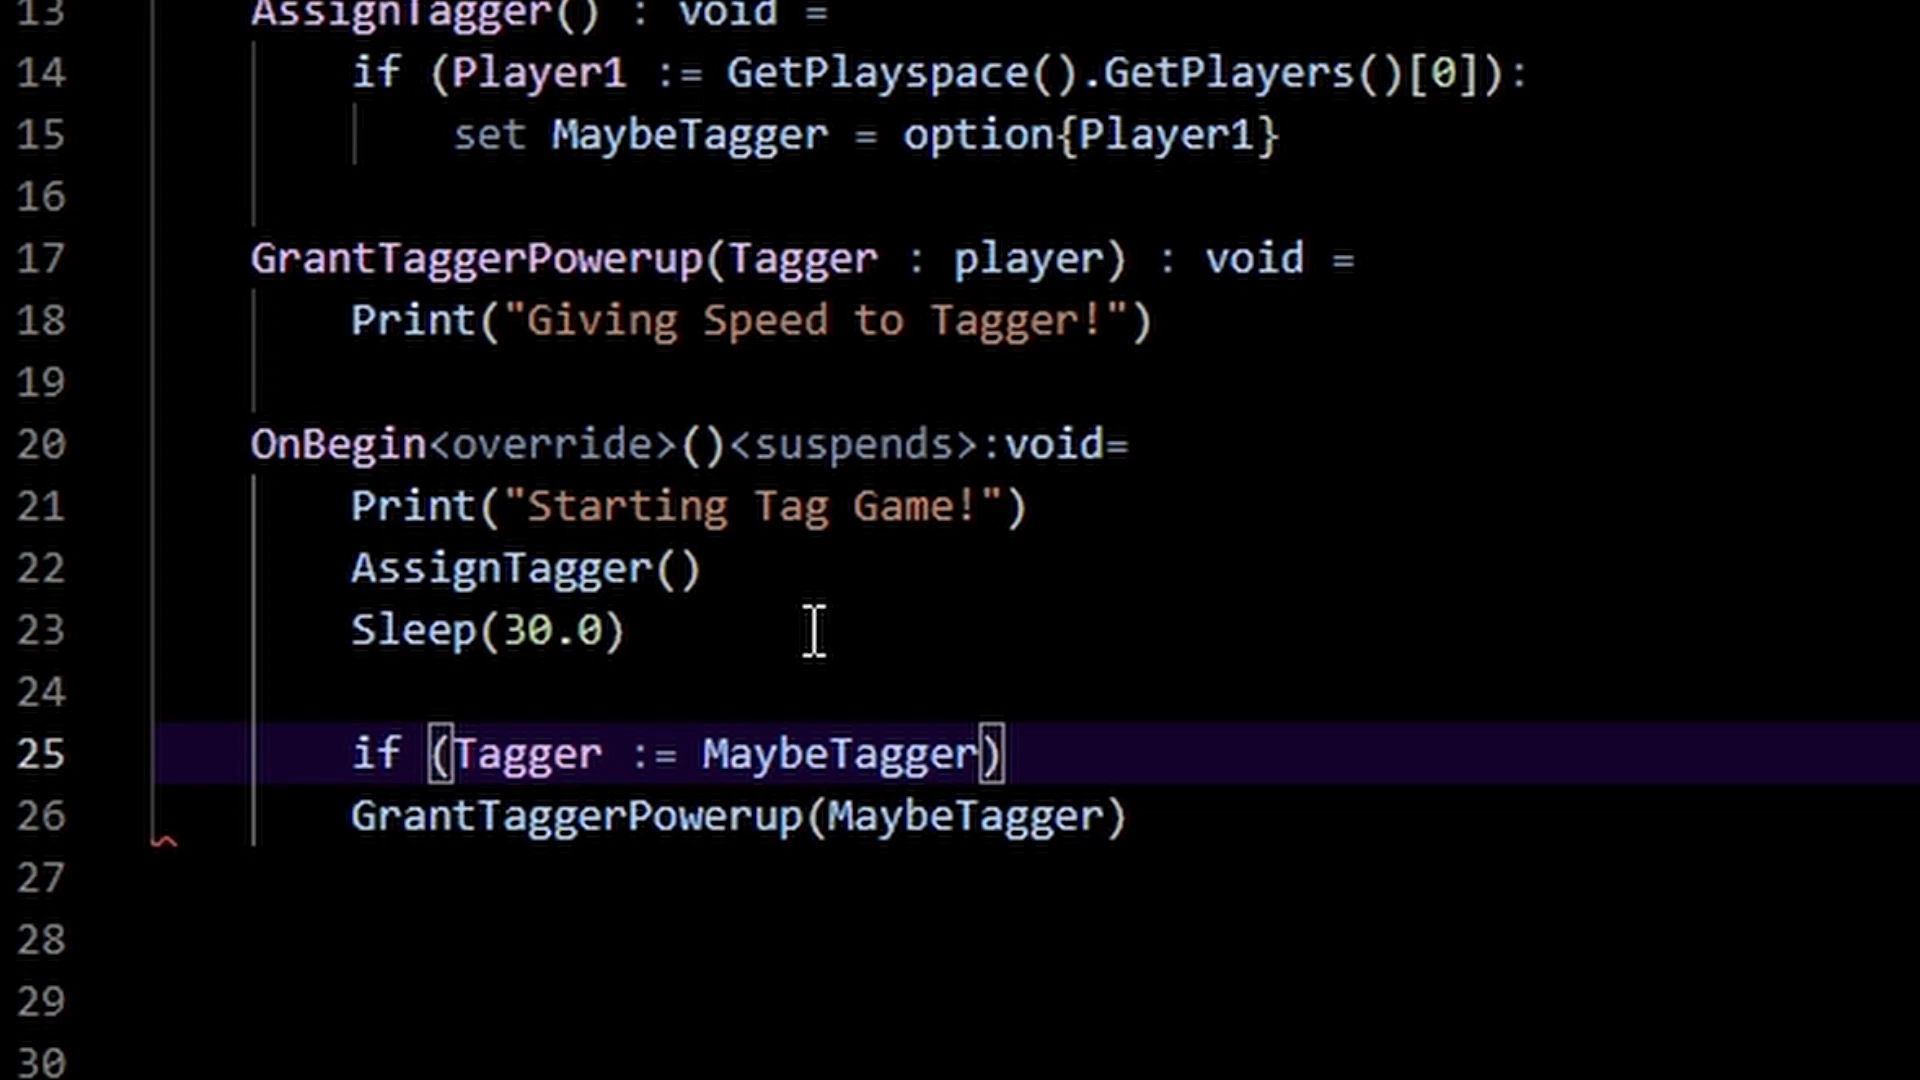 13 AssignTagger() : void =
14 if (Player1 := GetPlayspace().GetPlayers()[0]):
15 set MaybeTagger = option{Player1}
16
17 GrantTaggerPowerup(Tagger : player) : void =
18 Print("Giving Speed to Tagger!")
19
20 OnBegin<override>()<suspends>:void=
21 Print("Starting Tag Game!")
22 AssignTagger()
23 Sleep(30.0)
24
25 if (Tagger := MaybeTagger)
26 GrantTaggerPowerup(MaybeTagger)
27
28
29
30